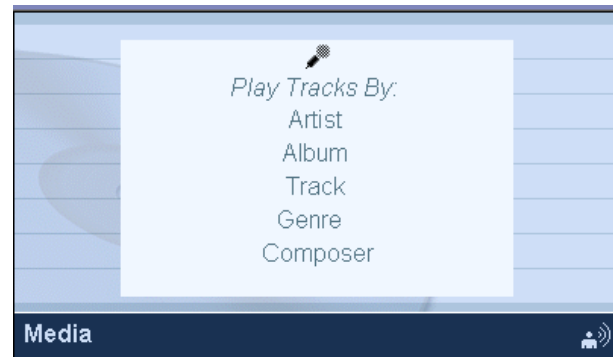 Play Tracks By:
Artist
Album
Track
Genre
Composer
Media